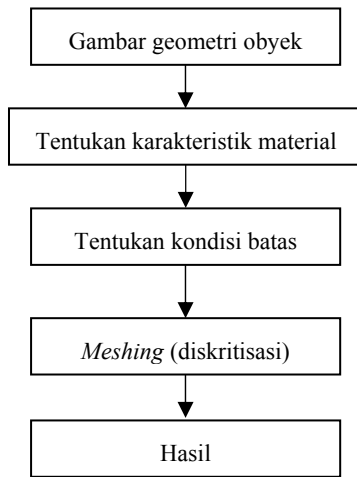 Gambar geometri obyek
Tentukan karakteristik material
Tentukan kondisi batas
Meshing (diskritisasi)
Hasil